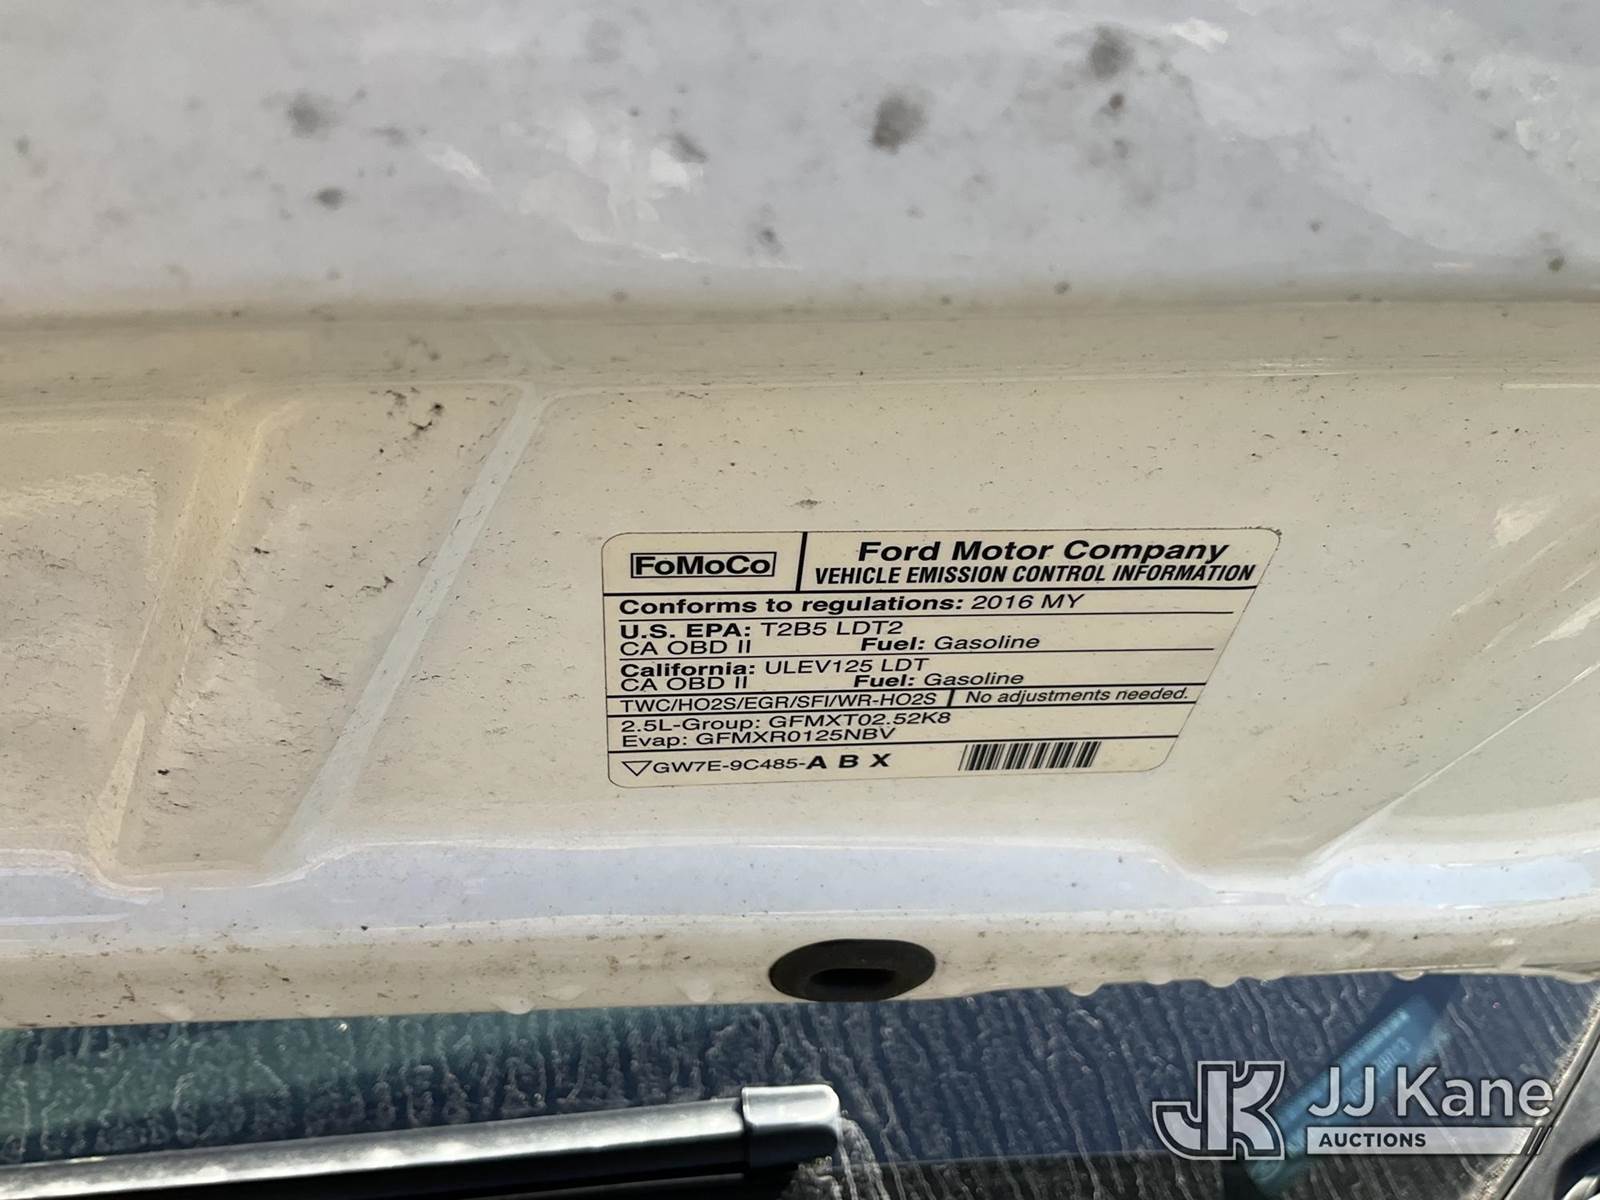 FoMoCo
Ford Motor Company
VEHICLE EMISSION CONTROL INFORMATION
Conforms to regulations: 2016 MY
U.S. EPA: T2B5 LDT2
CA OBD II Fuel: Gasoline
California: ULEV125 LDT
CA OBD II Fuel: Gasoline
TWC/HO2S/EGR/SFI/WR-HO2S No adjustments needed.
2.5L-Group: GFMXT02.52K8
Evap: GFMXR0125NBV
GW7E-9C485-A B X
JK
JJ Kane
AUCTIONS